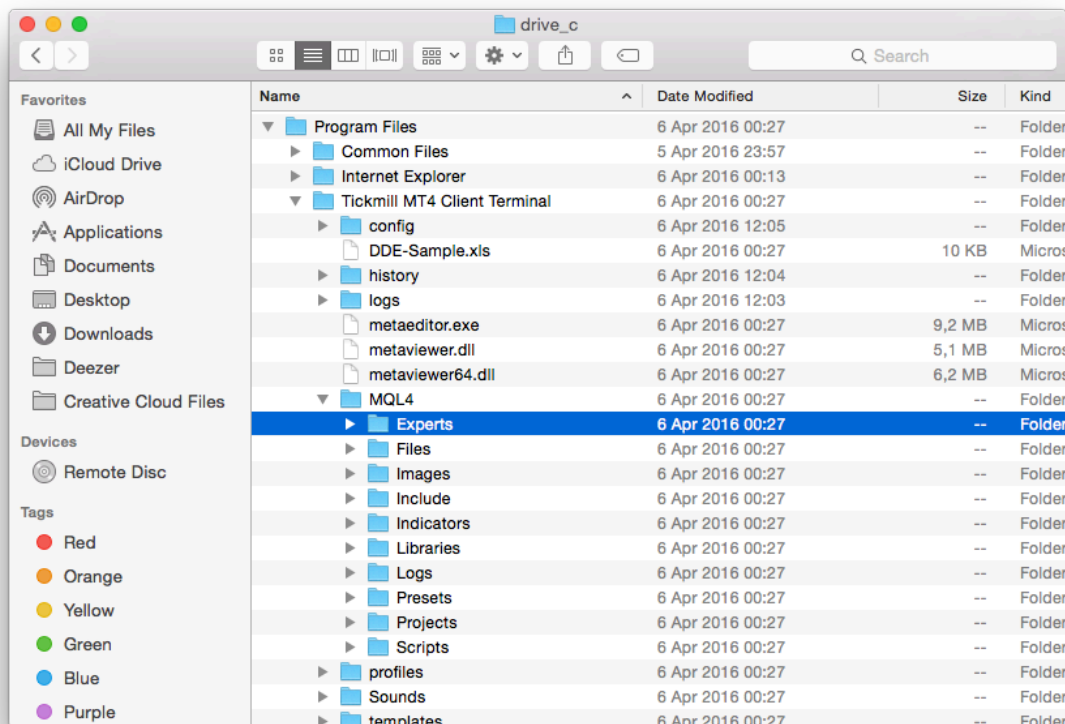 drive_c
Search
Favorites
All My Files
iCloud Drive
AirDrop
Applications
Documents
Desktop
Downloads
Deezer
Creative Cloud Files
Devices
Remote Disc
Tags
Red
Orange
Yellow
Green
Blue
Purple
Name Date Modified Size Kind
Program Files 6 Apr 2016 00:27 -- Folder
Common Files 5 Apr 2016 23:57 -- Folder
Internet Explorer 6 Apr 2016 00:13 -- Folder
Tickmill MT4 Client Terminal 6 Apr 2016 00:27 -- Folder
config 6 Apr 2016 12:05 -- Folder
DDE-Sample.xls 6 Apr 2016 00:27 10 KB Micros
history 6 Apr 2016 12:04 -- Folder
logs 6 Apr 2016 12:03 -- Folder
metaeditor.exe 6 Apr 2016 00:27 9,2 MB Micros
metaviewer.dll 6 Apr 2016 00:27 5,1 MB Micros
metaviewer64.dll 6 Apr 2016 00:27 6,2 MB Micros
MQL4 6 Apr 2016 00:27 -- Folder
Experts 6 Apr 2016 00:27 -- Folder
Files 6 Apr 2016 00:27 -- Folder
Images 6 Apr 2016 00:27 -- Folder
Include 6 Apr 2016 00:27 -- Folder
Indicators 6 Apr 2016 00:27 -- Folder
Libraries 6 Apr 2016 00:27 -- Folder
Logs 6 Apr 2016 00:27 -- Folder
Presets 6 Apr 2016 00:27 -- Folder
Projects 6 Apr 2016 00:27 -- Folder
Scripts 6 Apr 2016 00:27 -- Folder
profiles 6 Apr 2016 00:27 -- Folder
Sounds 6 Apr 2016 00:27 -- Folder
templates 6 Apr 2016 00:27 -- Folder